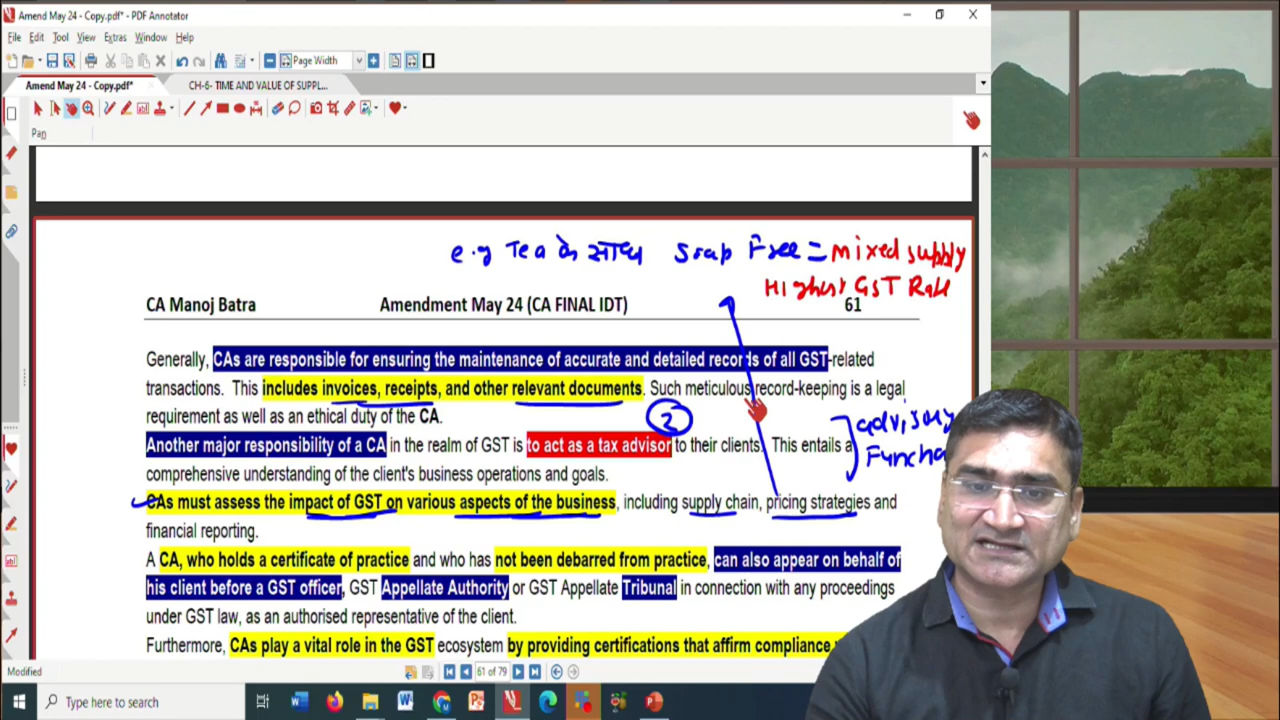 Amend May 24 - Copy.pdf* - PDF Annotator
File Edit Tool View Extras Window Help
Page Width
Amend May 24 - Copy.pdf* CH-6- TIME AND VALUE OF SUPPL...
Pan
e.g Tea के साथ Soap Free = mixed supply
Highest GST Rate
CA Manoj Batra Amendment May 24 (CA FINAL IDT) 61
Generally, CAs are responsible for ensuring the maintenance of accurate and detailed records of all GST-related
transactions. This includes invoices, receipts, and other relevant documents. Such meticulous record-keeping is a legal
requirement as well as an ethical duty of the CA.
2
Advisory
Another major responsibility of a CA in the realm of GST is to act as a tax advisor to their clients. This entails a
comprehensive understanding of the client's business operations and goals.
CAs must assess the impact of GST on various aspects of the business, including supply chain, pricing strategies and
financial reporting.
A CA, who holds a certificate of practice and who has not been debarred from practice, can also appear on behalf of
his client before a GST officer, GST Appellate Authority or GST Appellate Tribunal in connection with any proceedings
under GST law, as an authorised representative of the client.
Furthermore, CAs play a vital role in the GST ecosystem by providing certifications that affirm compliance
Modified 61 of 79
Type here to search